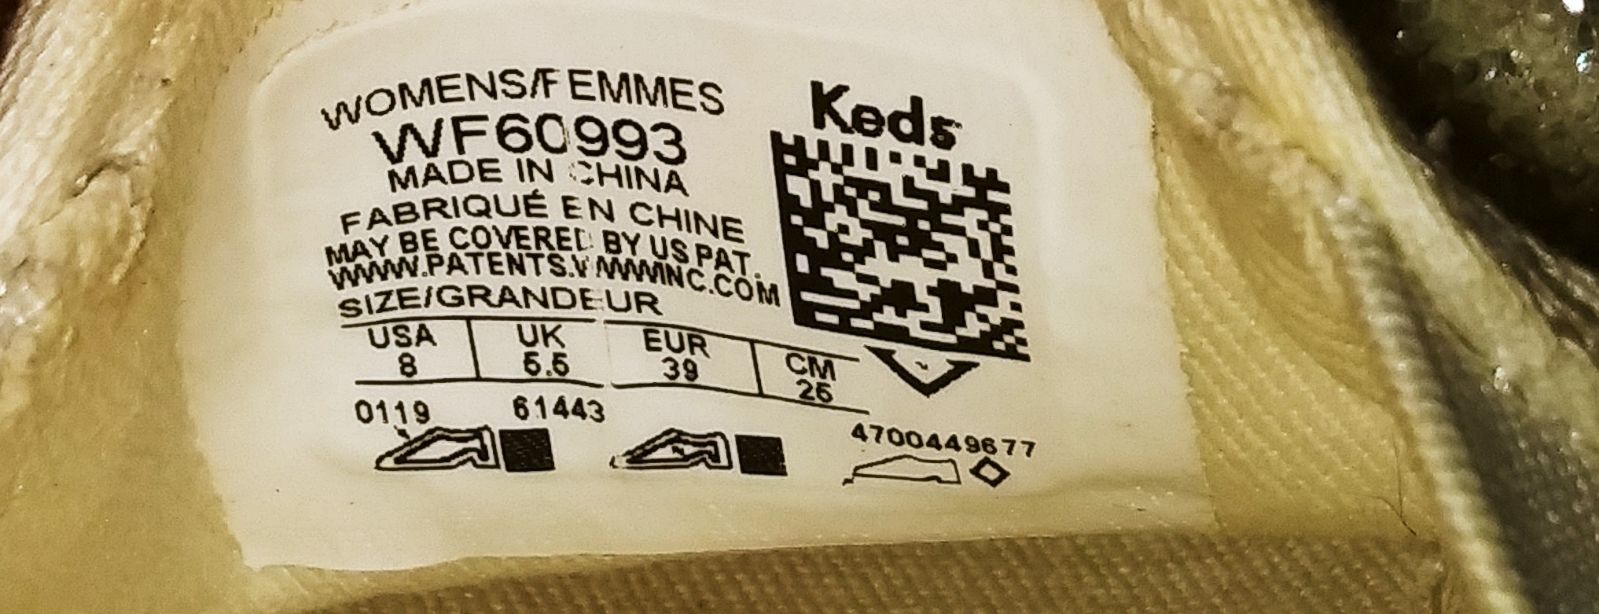 WOMENS/FEMMES
WF60993
MADE IN CHINA
FABRIQUÉ EN CHINE
MAY BE COVERED BY US PAT.
WWW.PATENTS.WWWINC.COM
SIZE/GRANDEUR
USA UK EUR CM
8 5.5 39 25
0119 61443
4700449677
Keds